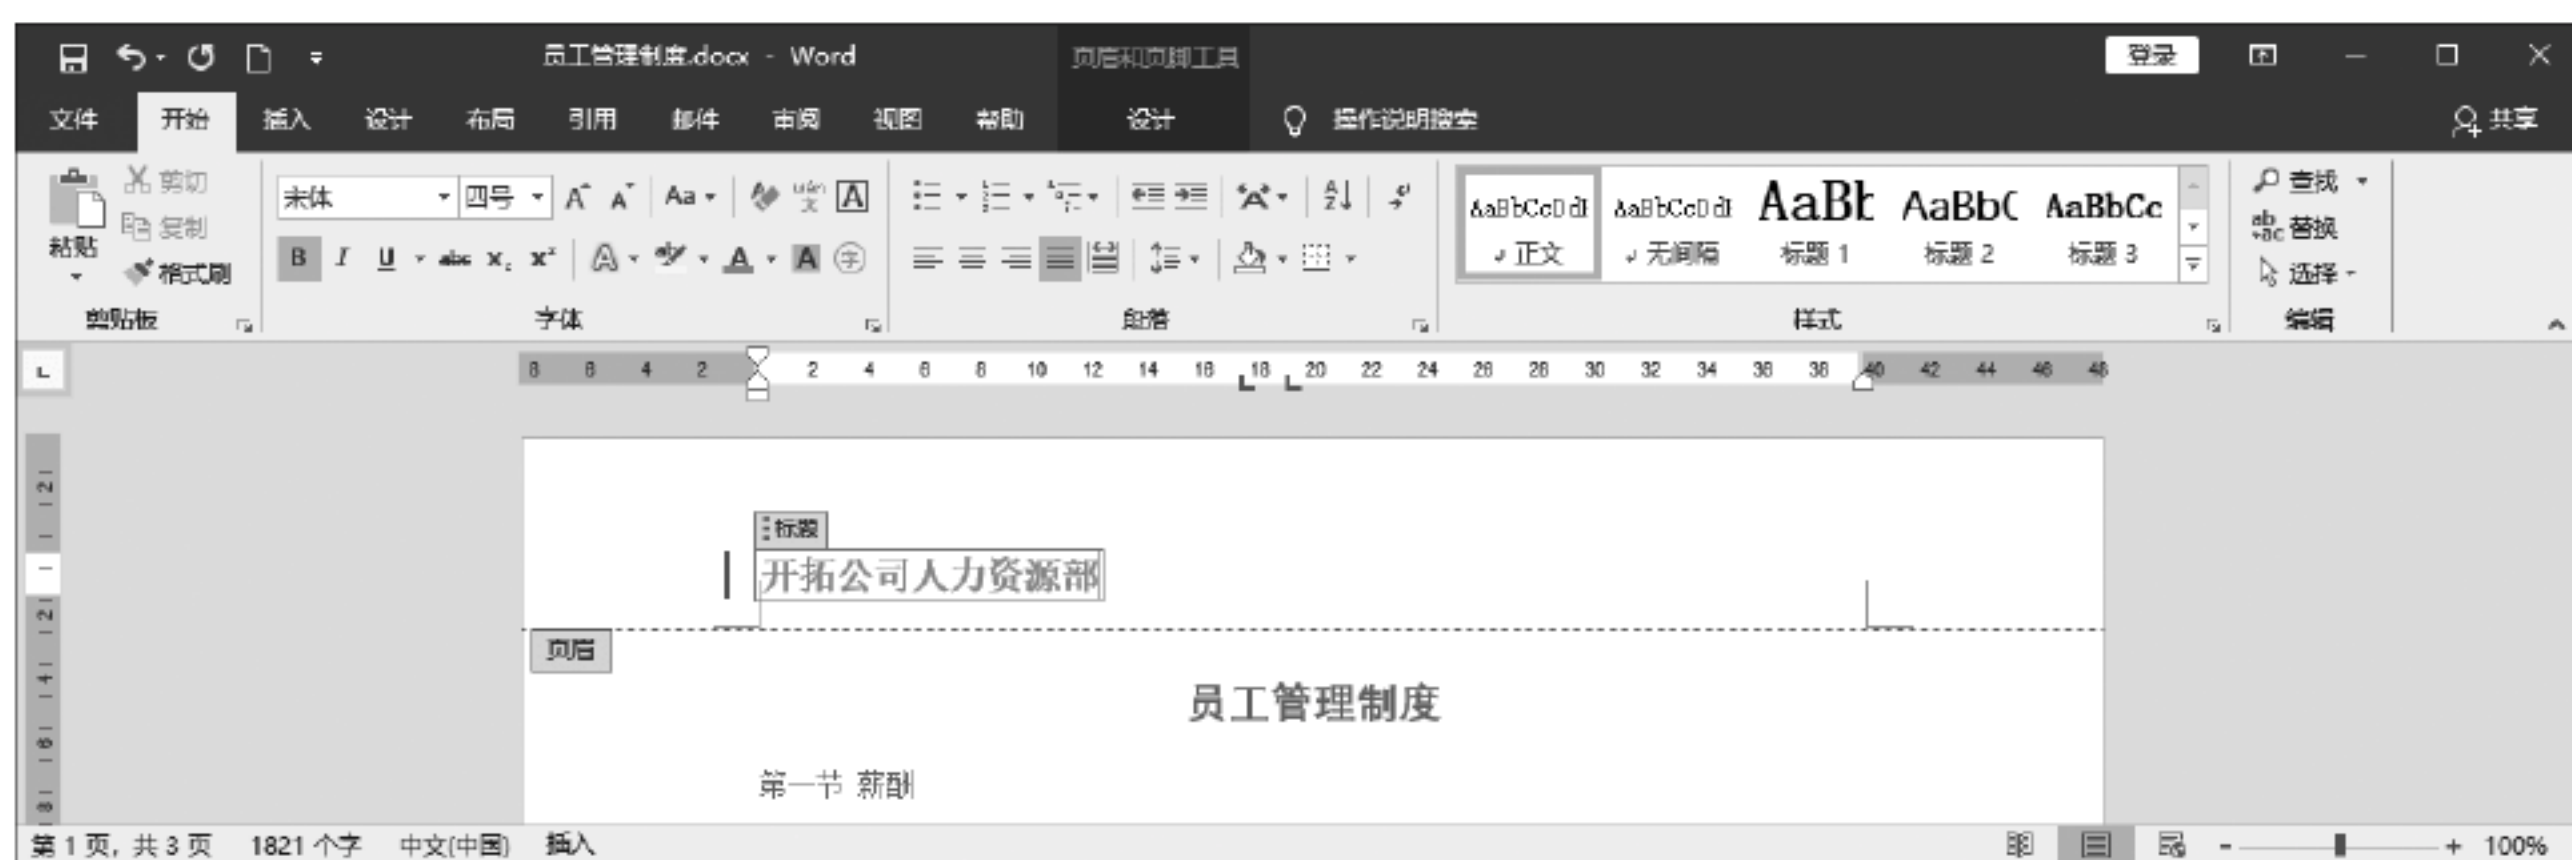 员工管理制度.docx - Word 页眉和页脚工具 登录
文件 开始 插入 设计 布局 引用 邮件 审阅 视图 帮助 设计 操作说明搜索 共享
粘贴 剪切 复制 格式刷
宋体 四号 Aa
B I U abc
AaBbCcDdI AaBbCcDdI AaBb AaBbC AaBbCc
正文 无间隔 标题 1 标题 2 标题 3
查找 替换 选择
剪贴板 字体 段落 样式 编辑
8 6 4 2 2 4 6 8 10 12 14 16 18 20 22 24 26 28 30 32 34 36 38 40 42 44 46 48
标题
开拓公司人力资源部
页眉
员工管理制度
第一节 薪酬
第 1 页, 共 3 页 1821 个字 中文(中国) 插入 100%